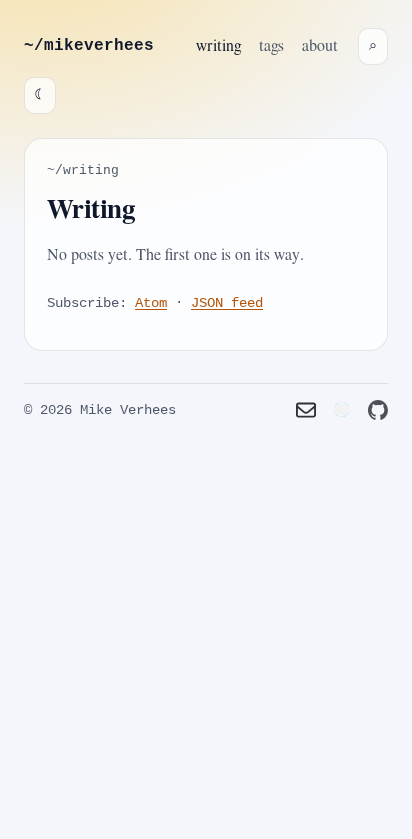 ~/mikeverhees writing tags about
~/writing
Writing
No posts yet. The first one is on its way.
Subscribe: Atom · JSON feed
© 2026 Mike Verhees